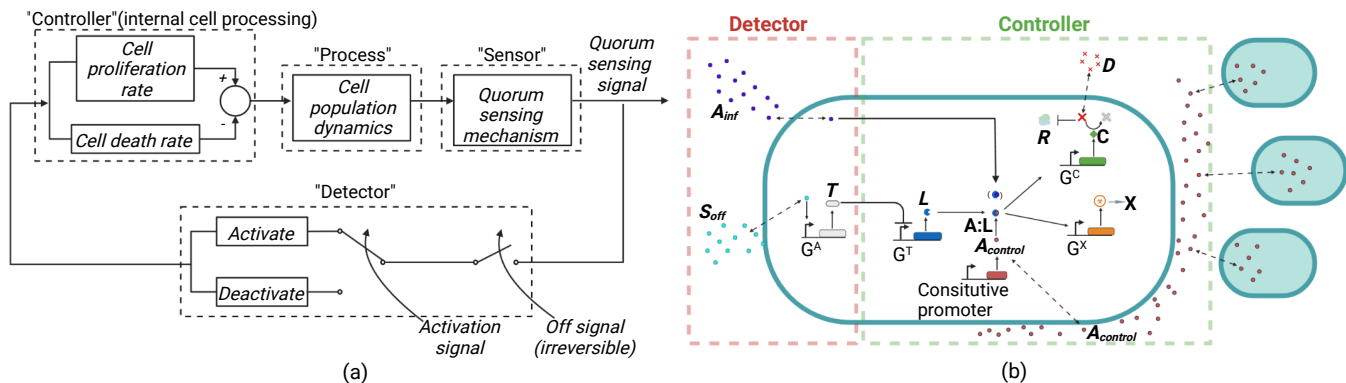 "Controller"(internal cell processing)
Cell
proliferation
rate
+
-
Cell death rate
"Process"
Cell
population
dynamics
"Sensor"
Quorum
sensing
mechanism
Quorum
sensing
signal
"Detector"
Activate
Deactivate
Activation
signal
Off signal
(irreversible)
(a)
Detector
Controller
A_inf
S_off
T
G^A
L
G^T
A:L
A_control
Consitutive
promoter
D
R
C
G^C
X
G^X
A_control
(b)